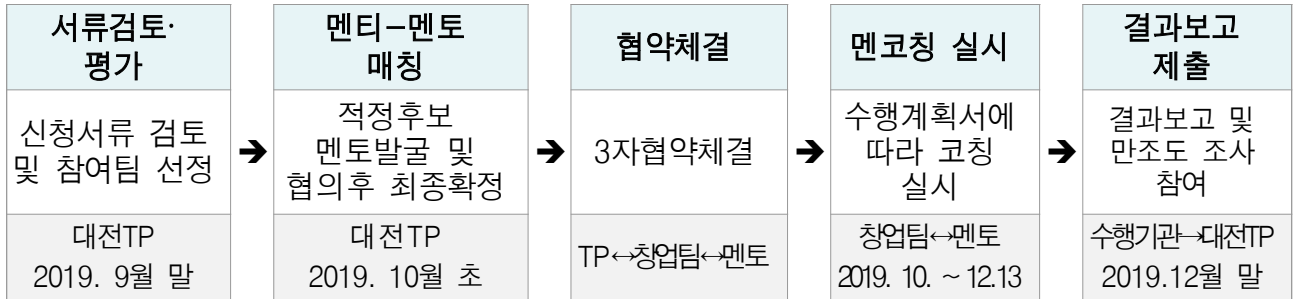 서류검토·
평가
신청서류 검토
및 참여팀 선정
대전TP
2019. 9월 말
➔
멘티-멘토
매칭
적정후보
멘토발굴 및
협의후 최종확정
대전TP
2019. 10월 초
➔
협약체결
3자협약체결
TP↔창업팀↔멘토
➔
멘코칭 실시
수행계획서에
따라 코칭
실시
창업팀↔멘토
2019. 10. ~ 12.13
➔
결과보고
제출
결과보고 및
만조도 조사
참여
수행기관→대전TP
2019.12월 말